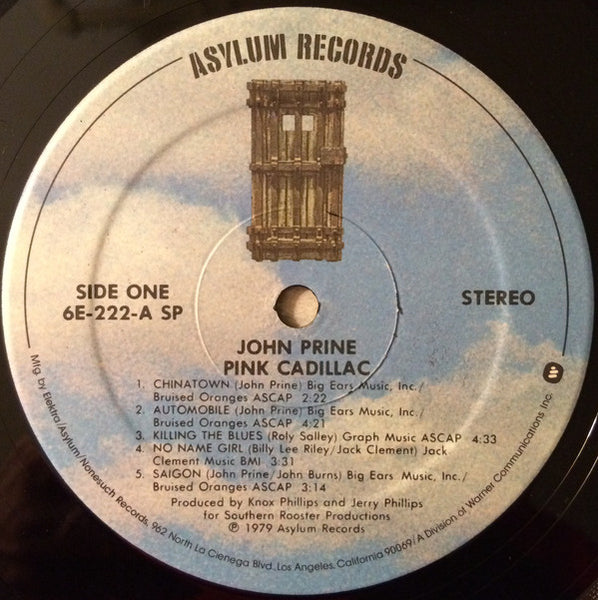 ASYLUM RECORDS
SIDE ONE
6E-222-A SP
STEREO
JOHN PRINE
PINK CADILLAC
1. CHINATOWN (John Prine) Big Ears Music, Inc./
Bruised Oranges ASCAP 2:22
2. AUTOMOBILE (John Prine) Big Ears Music, Inc./
Bruised Oranges ASCAP 4:21
3. KILLING THE BLUES (Roly Salley) Graph Music ASCAP 4:33
4. NO NAME GIRL (Billy Lee Riley/Jack Clement) Jack
Clement Music BMI 3:31
5. SAIGON (John Prine/John Burns) Big Ears Music, Inc./
Bruised Oranges ASCAP 3:14
Produced by Knox Phillips and Jerry Phillips
for Southern Rooster Productions
℗ 1979 Asylum Records
Mfg by Elektra/Asylum/Nonesuch Records, 962 North La Cienega Blvd., Los Angeles, California 90069/A Division of Warner Communications Inc.